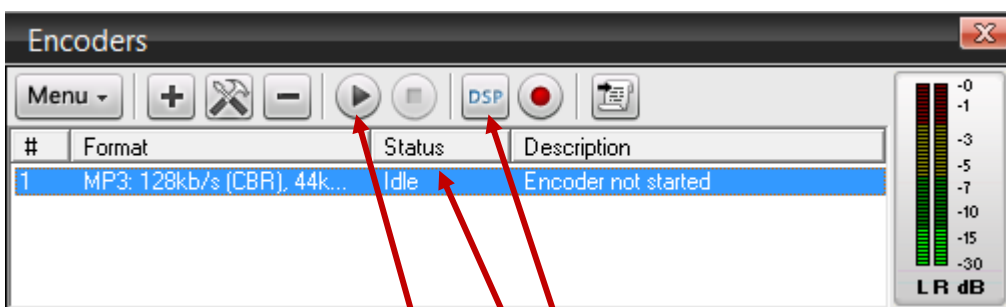 Encoders
Menu DSP
# Format Status Description
1 MP3: 128kb/s (CBR), 44k... Idle Encoder not started
-0
-1
-3
-5
-7
-10
-15
-30
L R dB